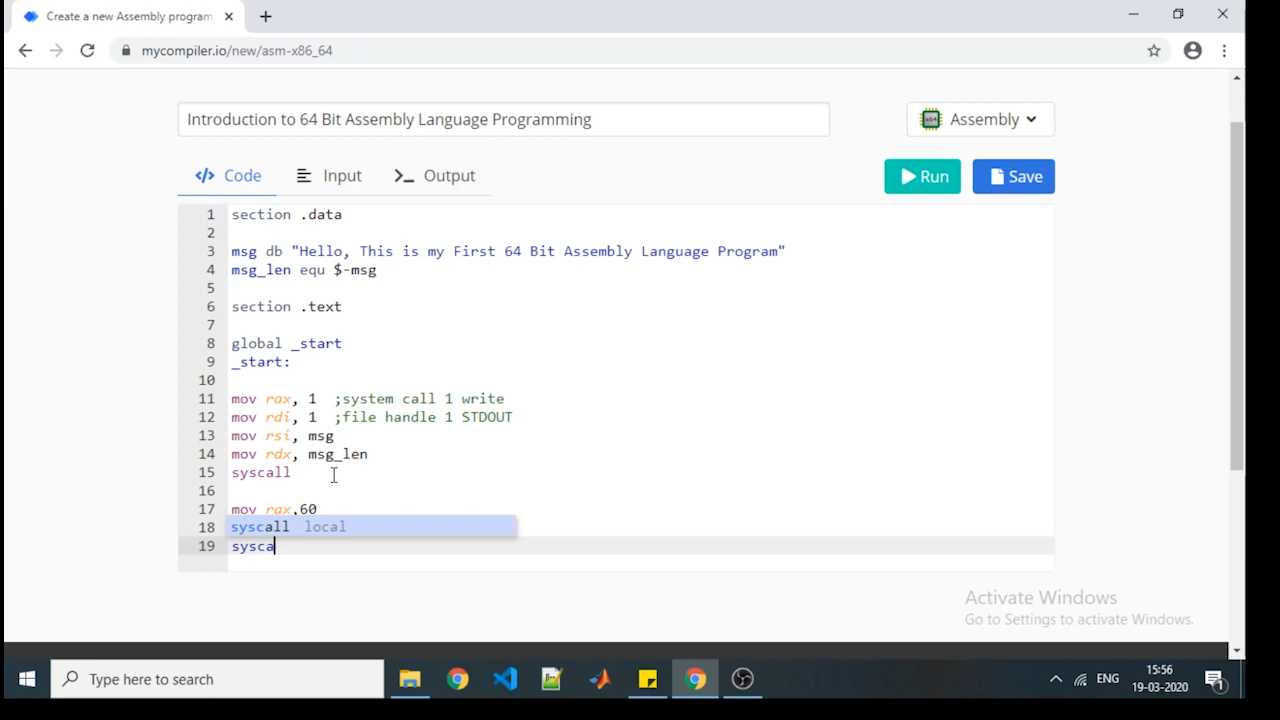 Create a new Assembly program
mycompiler.io/new/asm-x86_64
Introduction to 64 Bit Assembly Language Programming
x64 Assembly
</> Code Input >_ Output
Run Save
1 section .data
2
3 msg db "Hello, This is my First 64 Bit Assembly Language Program"
4 msg_len equ $-msg
5
6 section .text
7
8 global _start
9 _start:
10
11 mov rax, 1 ;system call 1 write
12 mov rdi, 1 ;file handle 1 STDOUT
13 mov rsi, msg
14 mov rdx, msg_len
15 syscall
16
17 mov rax,60
18 syscall local
19 sysca
Activate Windows
Go to Settings to activate Windows.
Type here to search
ENG
15:56
19-03-2020
1